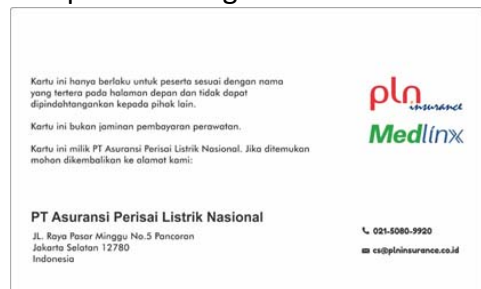 Kartu ini hanya berlaku untuk peserta sesuai dengan nama
yang tertera pada halaman depan dan tidak dapat
dipindahtangankan kepada pihak lain.
Kartu ini bukan jaminan pembayaran perawatan.
Kartu ini milik PT Asuransi Perisai Listrik Nasional. Jika ditemukan
mohon dikembalikan ke alamat kami:
pln
insurance
Medlinx
PT Asuransi Perisai Listrik Nasional
JL. Raya Pasar Minggu No.5 Pancoran
Jakarta Selatan 12780
Indonesia
021-5080-9920
cs@plninsurance.co.id